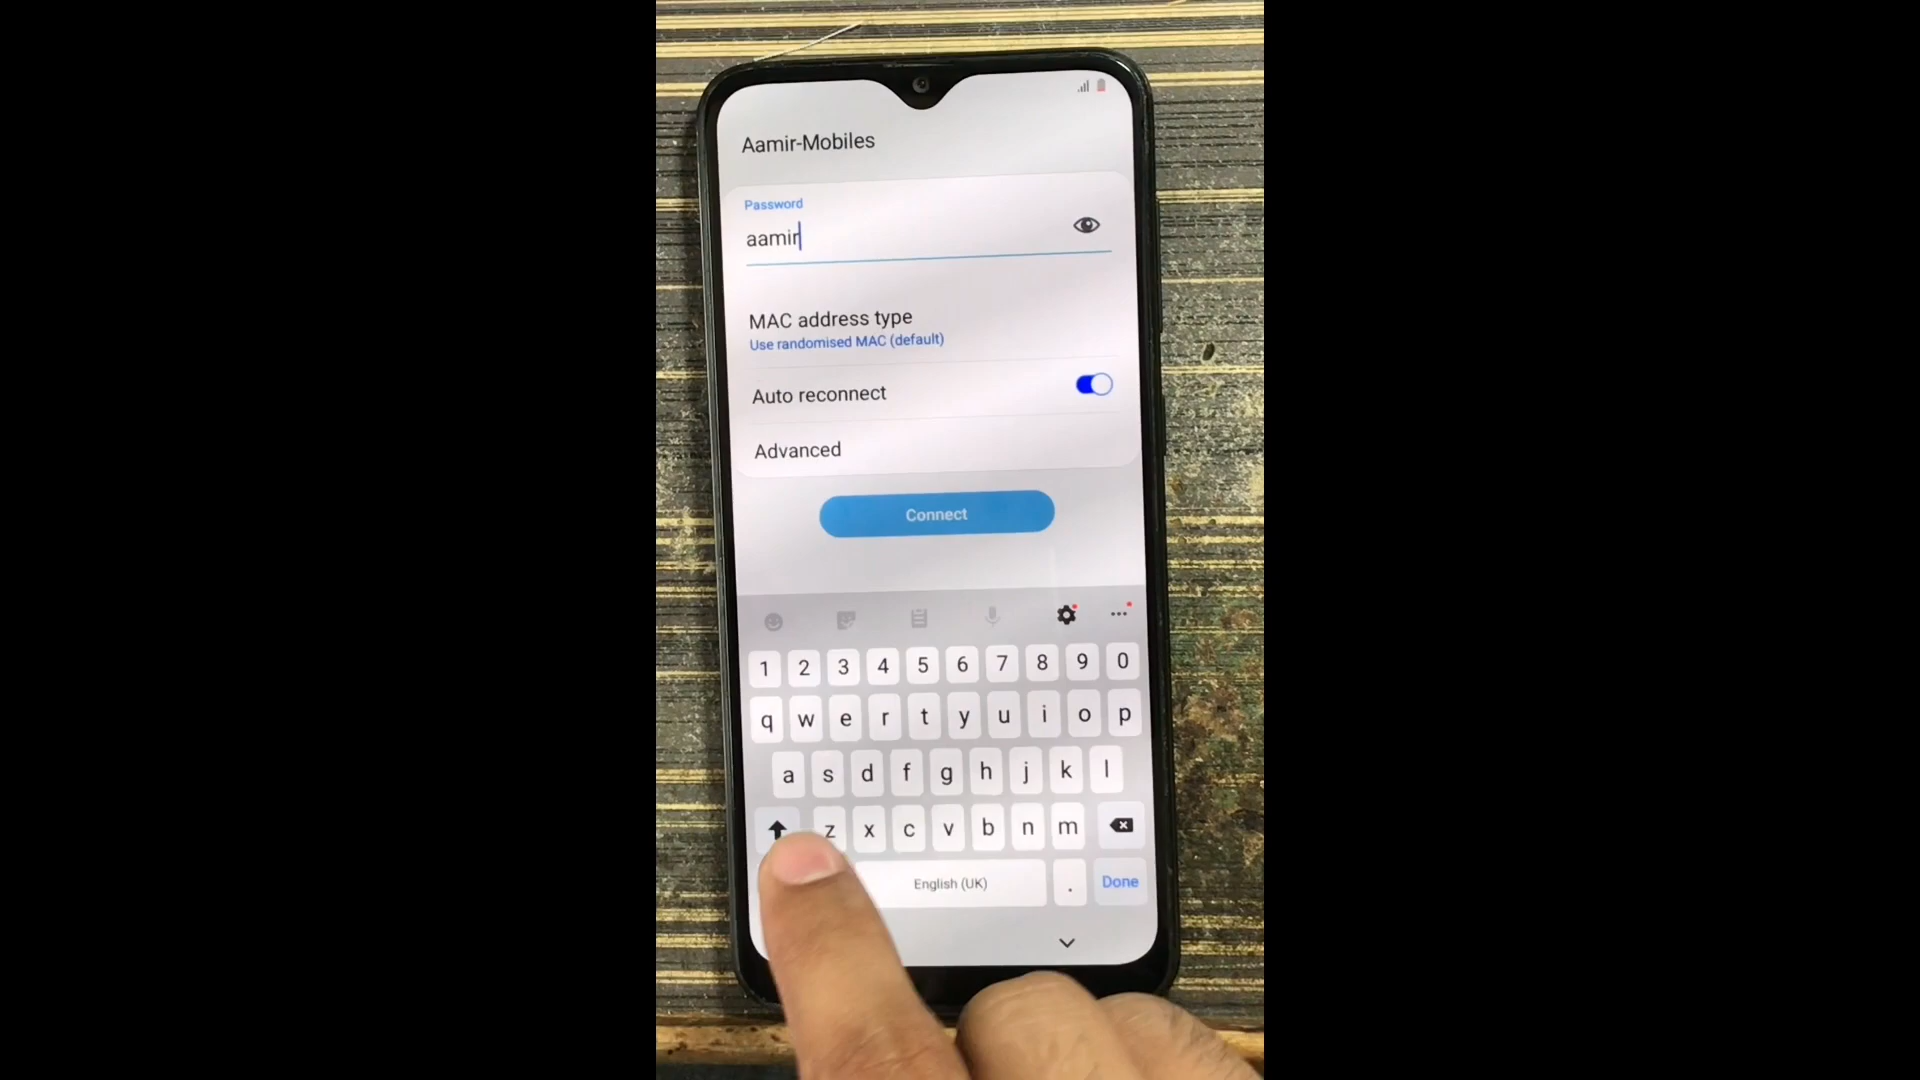 Aamir-Mobiles
Password
aamir
MAC address type
Use randomised MAC (default)
Auto reconnect
Advanced
Connect
1 2 3 4 5 6 7 8 9 0
q w e r t y u i o p
a s d f g h j k l
z x c v b n m
English (UK) . Done